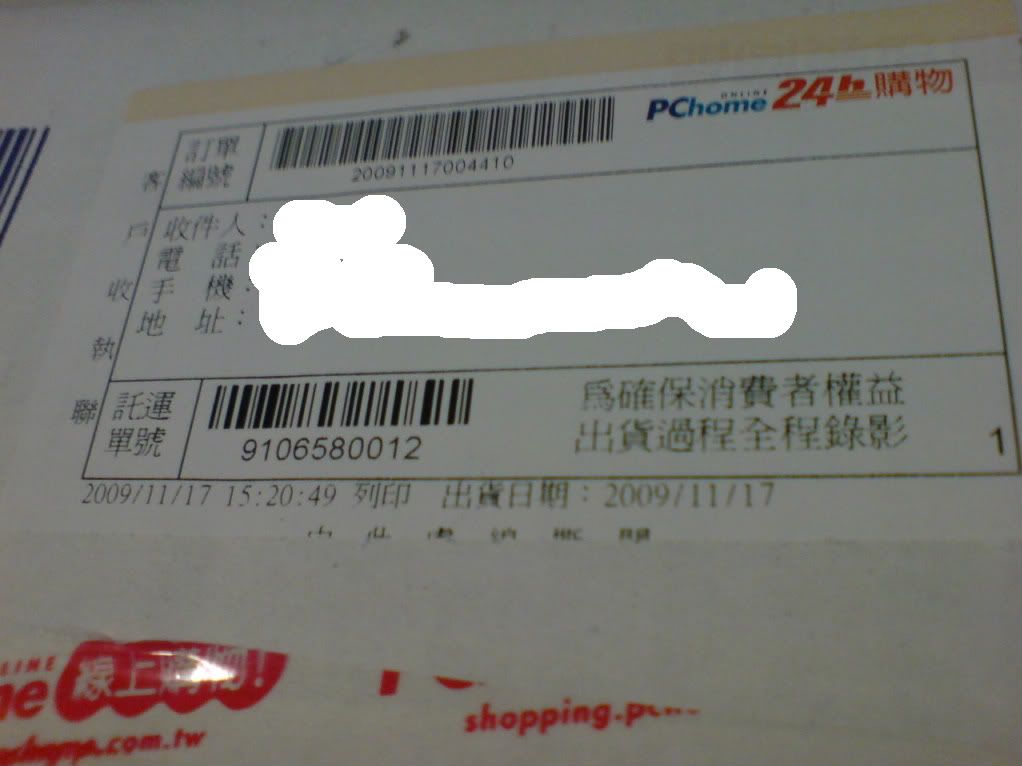 ONLINE
PChome 24h購物
訂單編號
20091117004410
客戶收執聯
收件人：
電　話
手　機：
地　址：
託運單號
9106580012
為確保消費者權益
出貨過程全程錄影
1
2009/11/17 15:20:49 列印　出貨日期：2009/11/17
線上購物!
.com.tw
shopping.p